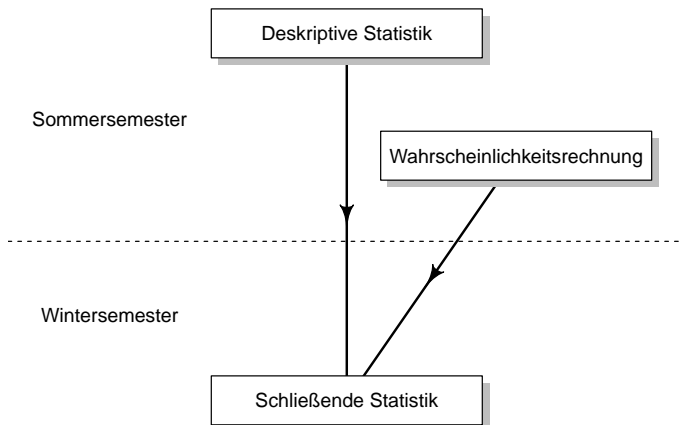 Deskriptive Statistik
Sommersemester
Wahrscheinlichkeitsrechnung
Wintersemester
Schließende Statistik